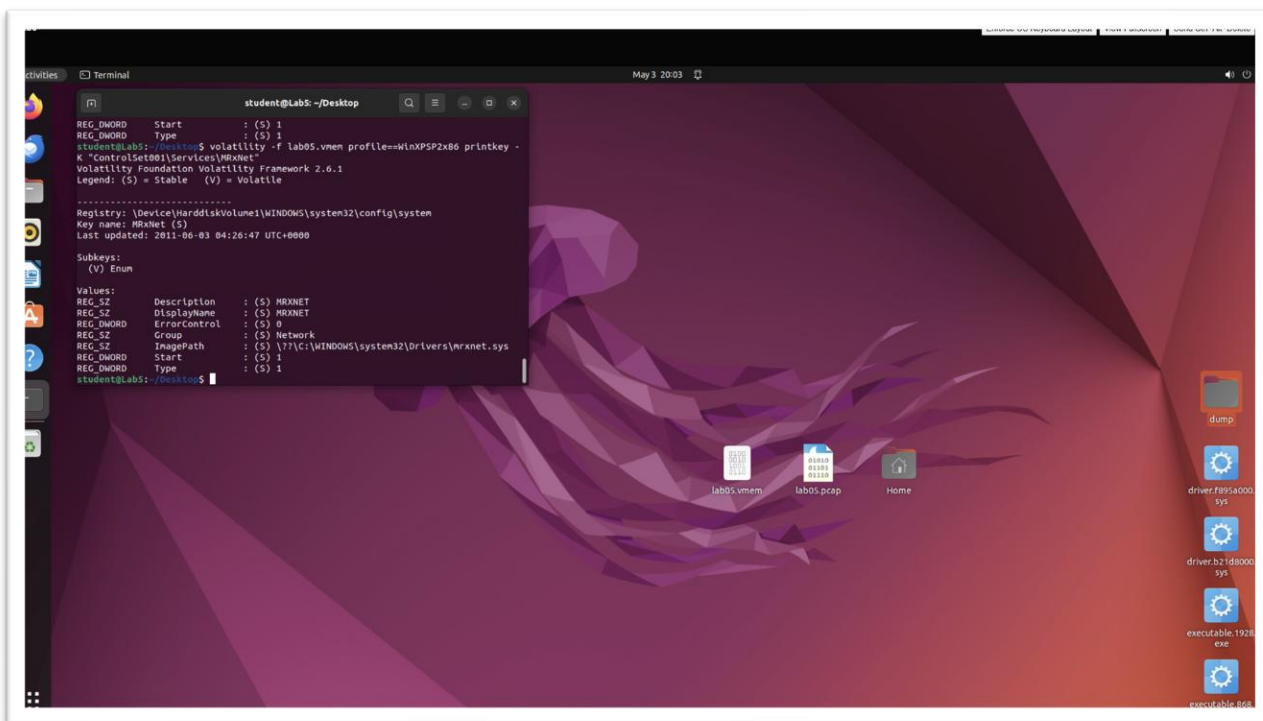 Activities Terminal May 3 20:03
student@Lab5: ~/Desktop
REG_DWORD Start : (S) 1
REG_DWORD Type : (S) 1
student@Lab5:~/Desktop$ volatility -f lab05.vmem profile==WinXPSP2x86 printkey -
K "ControlSet001\Services\MRxNet"
Volatility Foundation Volatility Framework 2.6.1
Legend: (S) = Stable (V) = Volatile
----------------------------
Registry: \Device\HarddiskVolume1\WINDOWS\system32\config\system
Key name: MRxNet (S)
Last updated: 2011-06-03 04:26:47 UTC+0000
Subkeys:
(V) Enum
Values:
REG_SZ Description : (S) MRXNET
REG_SZ DisplayName : (S) MRXNET
REG_DWORD ErrorControl : (S) 0
REG_SZ Group : (S) Network
REG_SZ ImagePath : (S) \??\C:\WINDOWS\system32\Drivers\mrxnet.sys
REG_DWORD Start : (S) 1
REG_DWORD Type : (S) 1
student@Lab5:~/Desktop$
dump
lab05.vmem lab05.pcap Home
driver.f895a000.
sys
driver.b21d8000.
sys
executable.1928.
exe
executable.868.